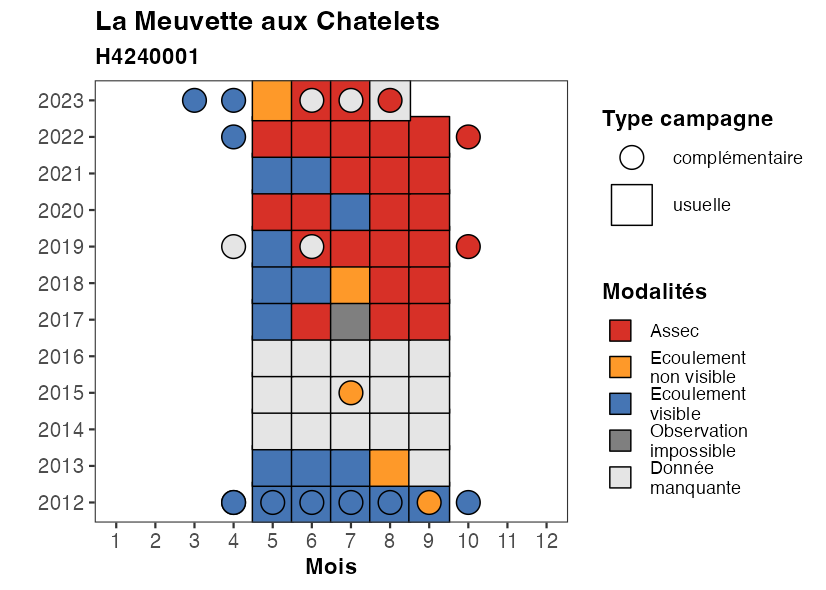 La Meuvette aux Chatelets
H4240001
2023
2022
2021
2020
2019
2018
2017
2016
2015
2014
2013
2012
1 2 3 4 5 6 7 8 9 10 11 12
Mois
Type campagne
complémentaire
usuelle
Modalités
Assec
Ecoulement
non visible
Ecoulement
visible
Observation
impossible
Donnée
manquante